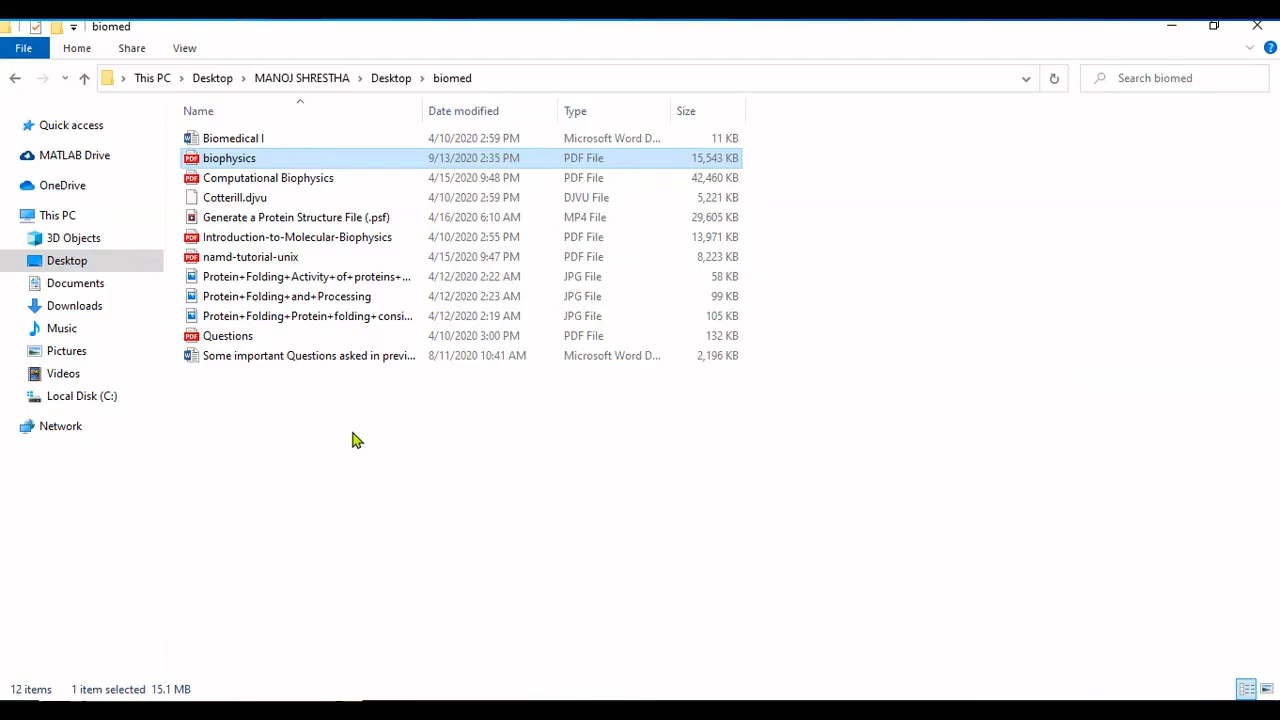 biomed
File Home Share View
This PC Desktop MANOJ SHRESTHA Desktop biomed Search biomed
Name Date modified Type Size
Quick access
MATLAB Drive
OneDrive
This PC
3D Objects
Desktop
Documents
Downloads
Music
Pictures
Videos
Local Disk (C:)
Network
Biomedical I 4/10/2020 2:59 PM Microsoft Word D... 11 KB
PDF biophysics 9/13/2020 2:35 PM PDF File 15,543 KB
PDF Computational Biophysics 4/15/2020 9:48 PM PDF File 42,460 KB
Cotterill.djvu 4/10/2020 2:59 PM DJVU File 5,221 KB
Generate a Protein Structure File (.psf) 4/16/2020 6:10 AM MP4 File 29,605 KB
PDF Introduction-to-Molecular-Biophysics 4/10/2020 2:55 PM PDF File 13,971 KB
PDF namd-tutorial-unix 4/15/2020 9:47 PM PDF File 8,223 KB
Protein+Folding+Activity+of+proteins+... 4/12/2020 2:22 AM JPG File 58 KB
Protein+Folding+and+Processing 4/12/2020 2:23 AM JPG File 99 KB
Protein+Folding+Protein+folding+consi... 4/12/2020 2:19 AM JPG File 105 KB
PDF Questions 4/10/2020 3:00 PM PDF File 132 KB
Some important Questions asked in previ... 8/11/2020 10:41 AM Microsoft Word D... 2,196 KB
12 items 1 item selected 15.1 MB